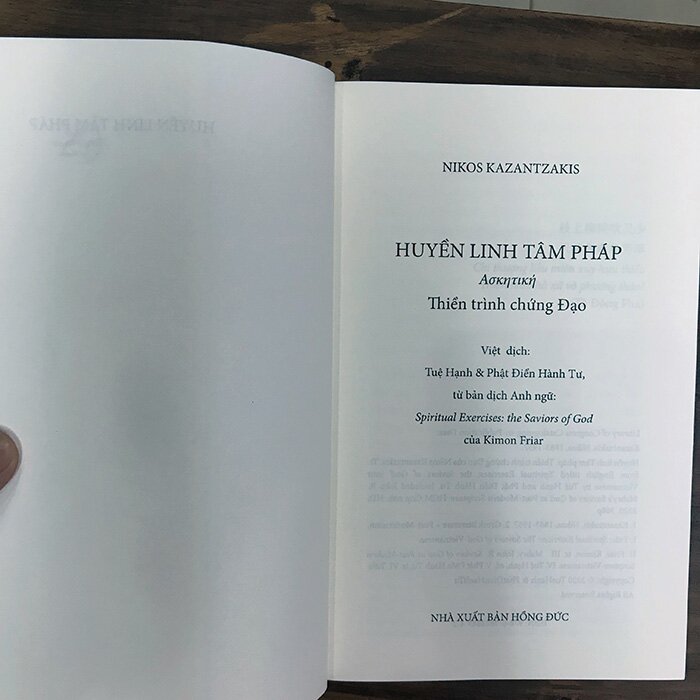 NIKOS KAZANTZAKIS
HUYỀN LINH TÂM PHÁP
Ασκητική
Thiền trình chứng Đạo
Việt dịch:
Tuệ Hạnh & Phật Điển Hành Tư,
từ bản dịch Anh ngữ:
Spiritual Exercises: the Saviors of God
của Kimon Friar
NHÀ XUẤT BẢN HỒNG ĐỨC